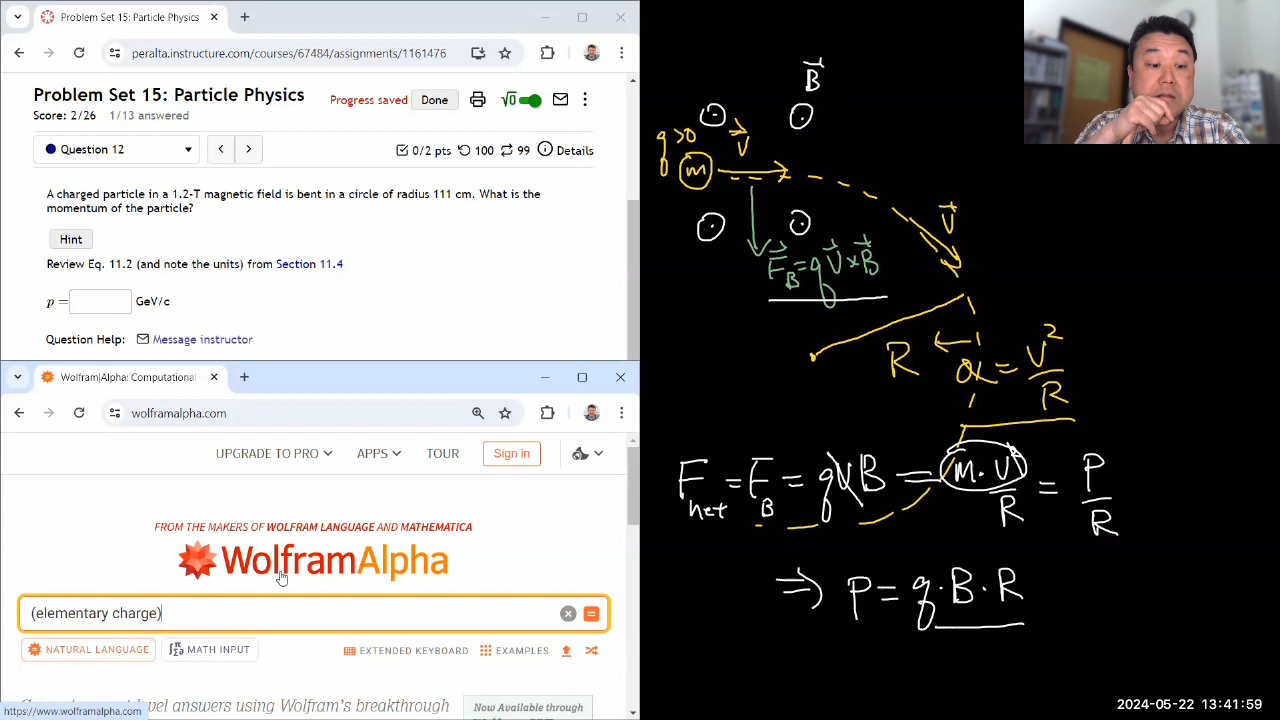 Problem Set 15: Particle Physics
peralta.instructure.com/courses/67484/assignments/1161476
Problem Set 15: Particle Physics
Progress saved
Done
√0
Score: 2/26
1/13 answered
Question 12
0/2 pts
100
99
Details
A charged particle in a 1.2-T magnetic field is bent in a circle of radius 111 cm. What is the
momentum of the particle?
Hint
Review Eq. 11.2 (and note the units) from Section 11.4
p =
GeV/c
Question Help:
Message instructor
Wolfram|Alpha: Computational
wolframalpha.com
UPGRADE TO PRO
APPS
TOUR
Sign in
FROM THE MAKERS OF WOLFRAM LANGUAGE AND MATHEMATICA
WolframAlpha
(elementary charge)
NATURAL LANGUAGE
MATH INPUT
EXTENDED KEYBOARD
EXAMPLES
level answers using Wolfram's breakthrough
Now Available through
https://www.wolframalpha.com
B
q>0
m
V
V
F_B = q V × B
R
a = V²/R
F_net = F_B = qVB = m·V/R = P/R
⇒ P = q·B·R
2024-05-22 13:41:59